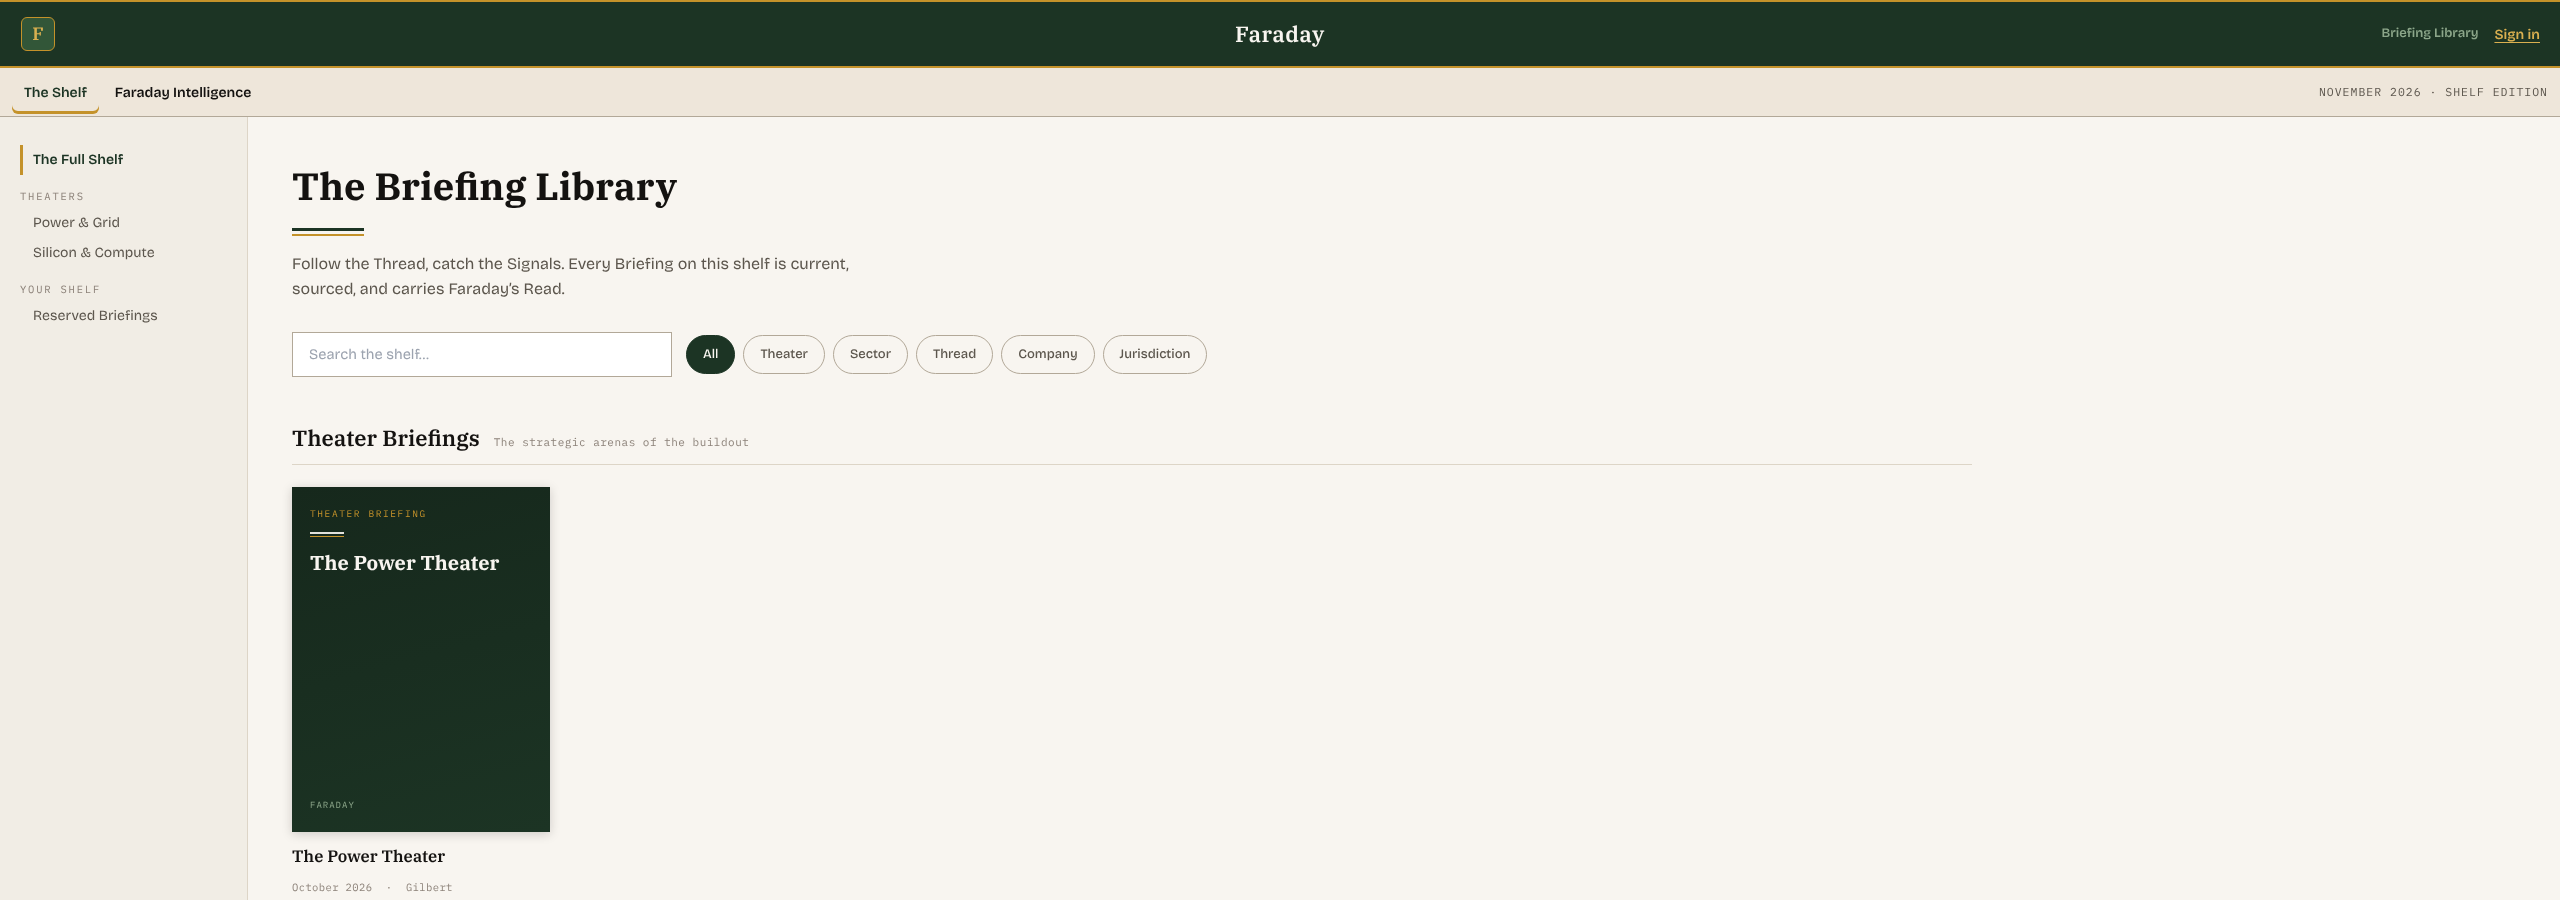 F
Faraday
Briefing Library
Sign in
The Shelf
Faraday Intelligence
NOVEMBER 2026 · SHELF EDITION
The Full Shelf
THEATERS
Power & Grid
Silicon & Compute
YOUR SHELF
Reserved Briefings
The Briefing Library
Follow the Thread, catch the Signals. Every Briefing on this shelf is current,
sourced, and carries Faraday's Read.
Search the shelf...
All
Theater
Sector
Thread
Company
Jurisdiction
Theater Briefings
The strategic arenas of the buildout
THEATER BRIEFING
The Power Theater
FARADAY
The Power Theater
October 2026 · Gilbert